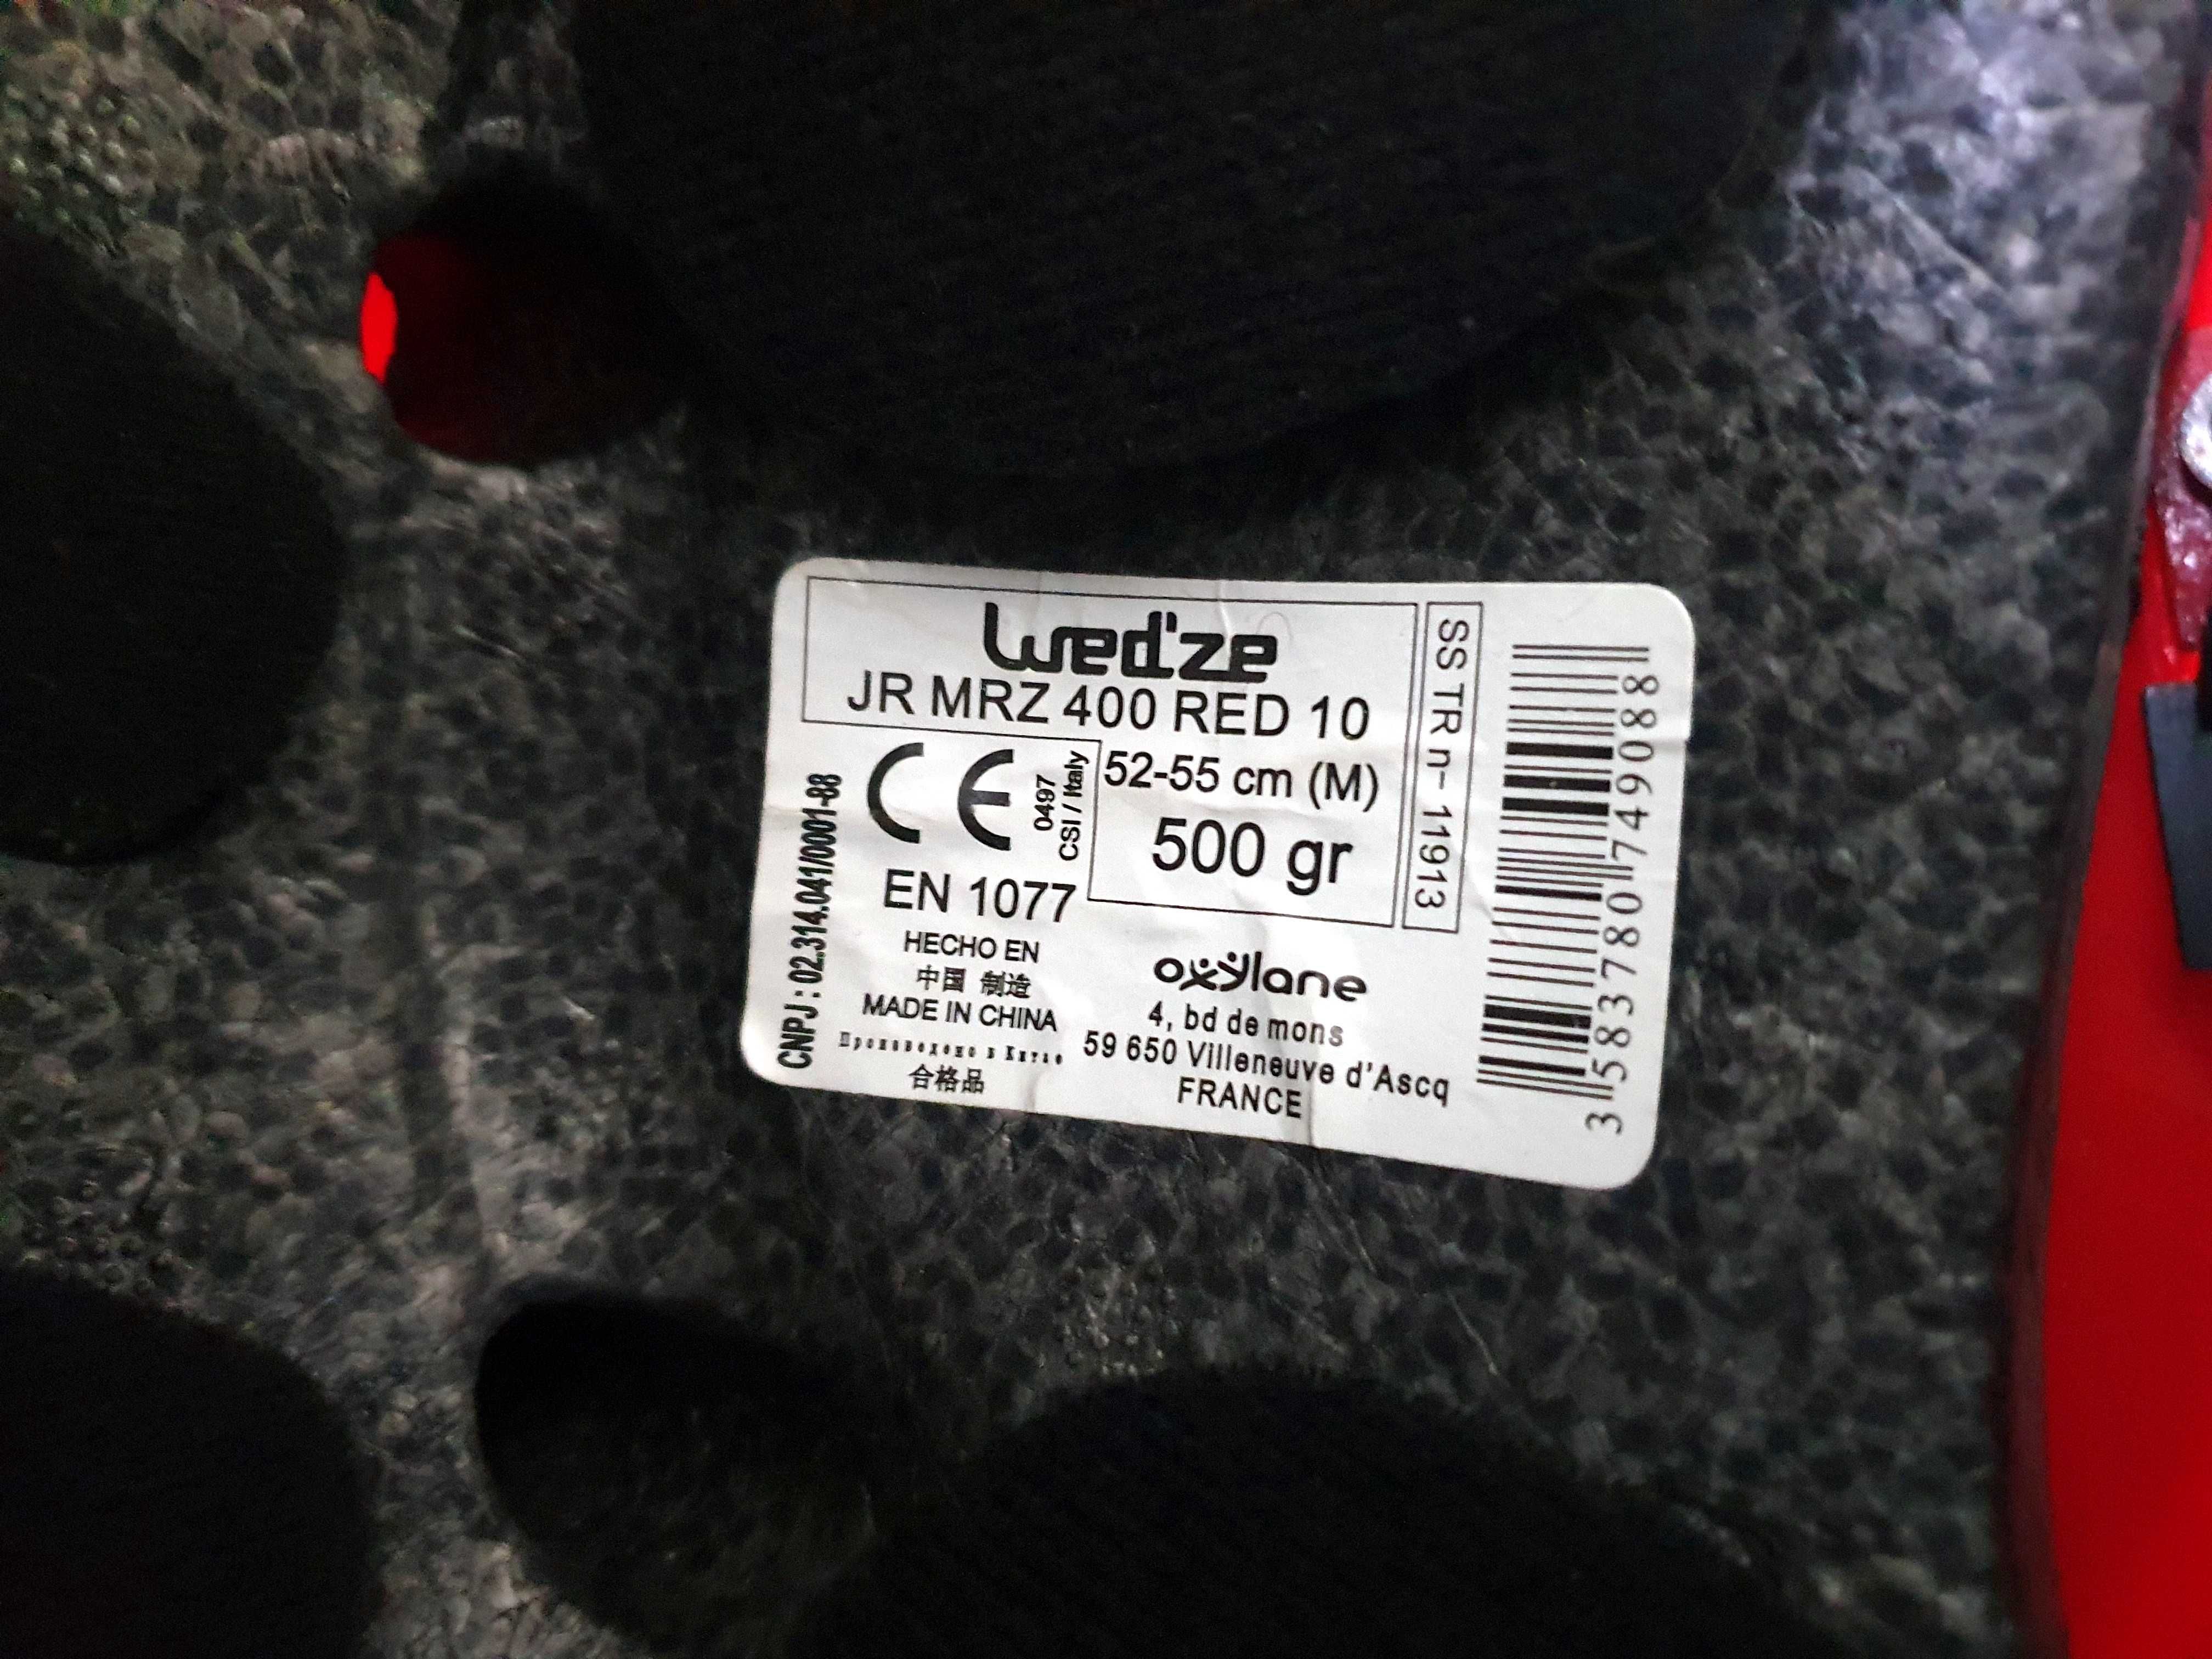 wed'ze
JR MRZ 400 RED 10
SS TR n- 11913
3583780749088
CE
0497
CSI / Italy
52-55 cm (M)
500 gr
EN 1077
CNPJ : 02.314.041/0001-88
HECHO EN
中国 制造
MADE IN CHINA
Произведено в Китае
合格品
oxylane
4, bd de mons
59 650 Villeneuve d'Ascq
FRANCE